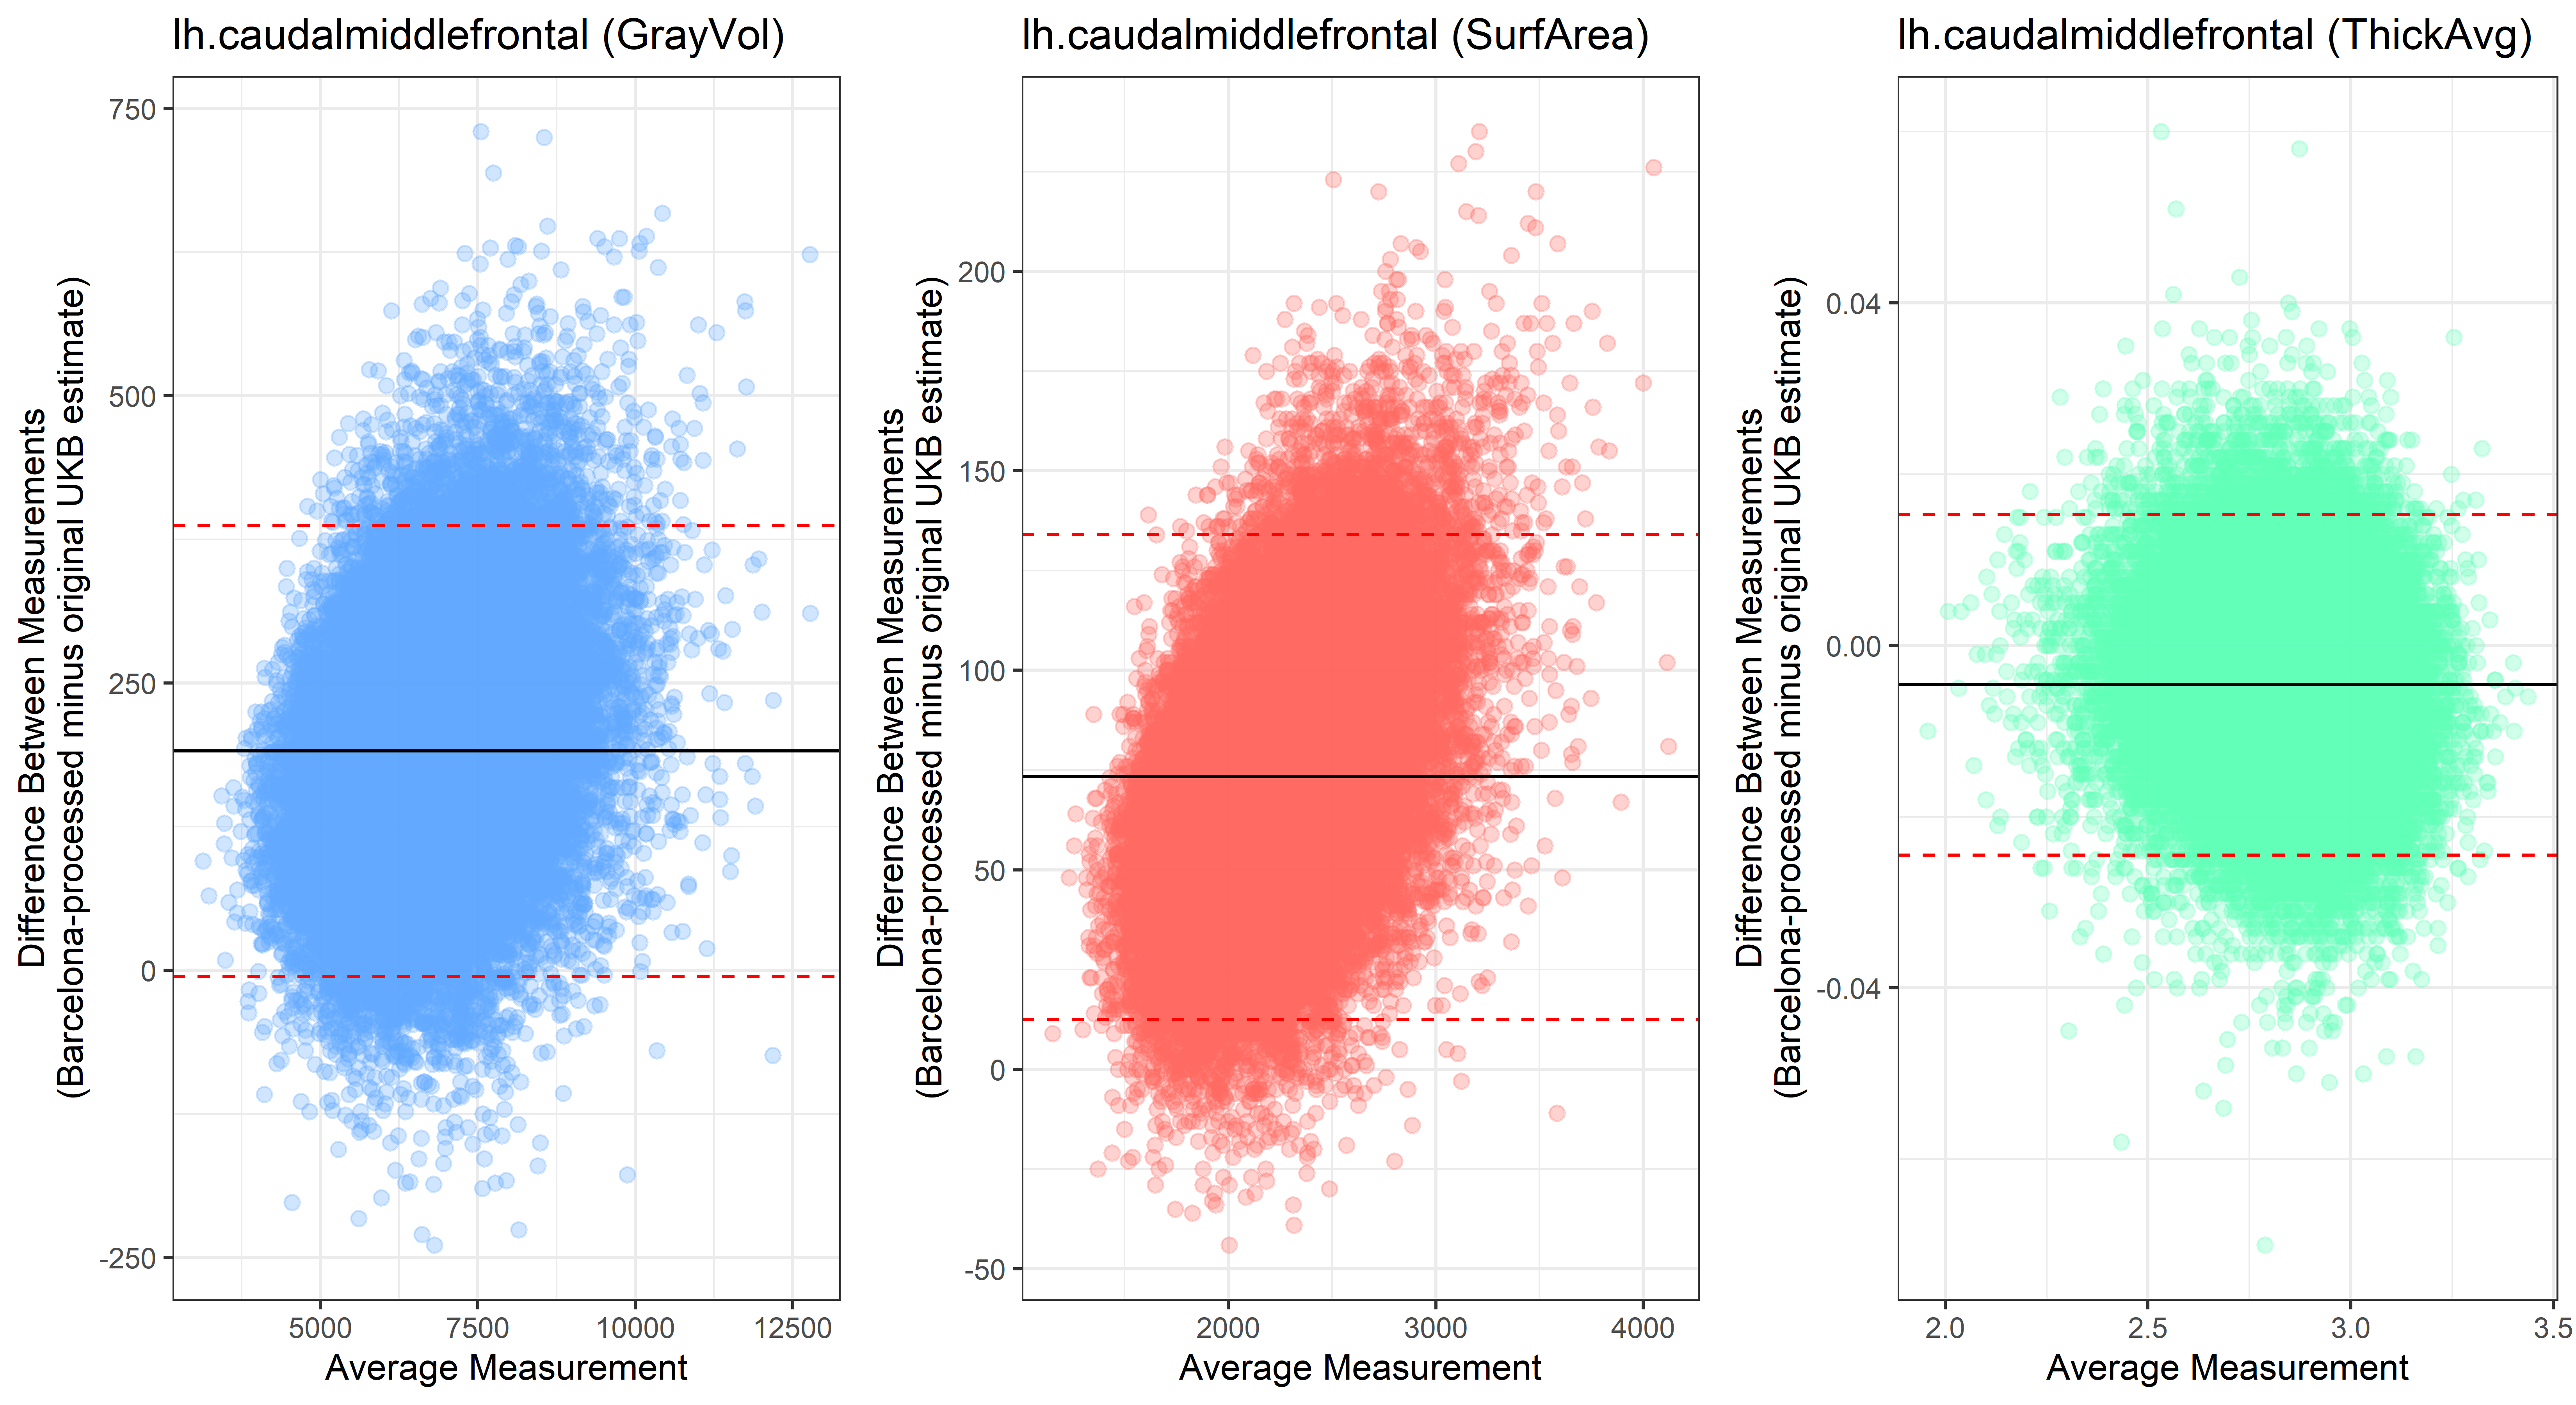 lh.caudalmiddlefrontal (GrayVol)
Difference Between Measurements
(Barcelona-processed minus original UKB estimate)
750
500
250
0
-250
5000 7500 10000 12500
Average Measurement
lh.caudalmiddlefrontal (SurfArea)
Difference Between Measurements
(Barcelona-processed minus original UKB estimate)
200
150
100
50
0
-50
2000 3000 4000
Average Measurement
lh.caudalmiddlefrontal (ThickAvg)
Difference Between Measurements
(Barcelona-processed minus original UKB estimate)
0.04
0.00
-0.04
2.0 2.5 3.0 3.5
Average Measurement